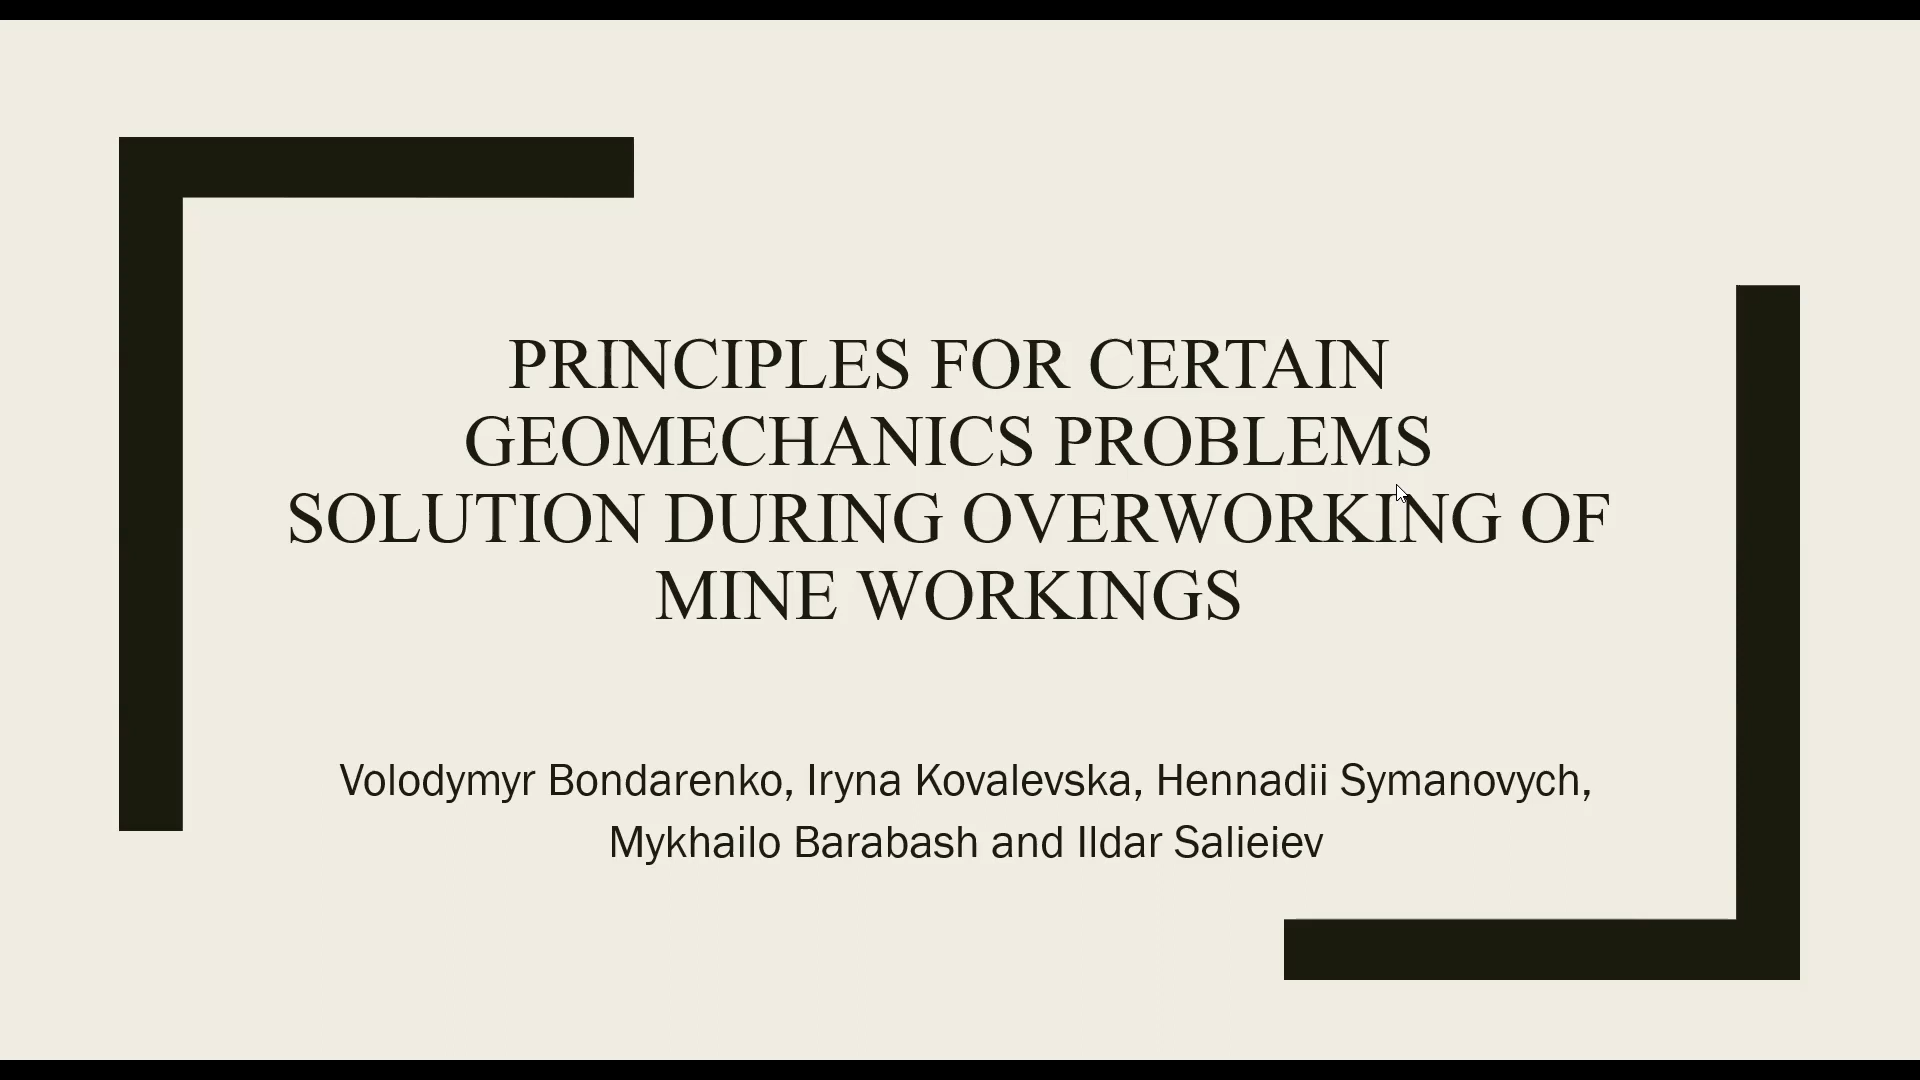 PRINCIPLES FOR CERTAIN
GEOMECHANICS PROBLEMS
SOLUTION DURING OVERWORKING OF
MINE WORKINGS
Volodymyr Bondarenko, Iryna Kovalevska, Hennadii Symanovych,
Mykhailo Barabash and Ildar Salieiev